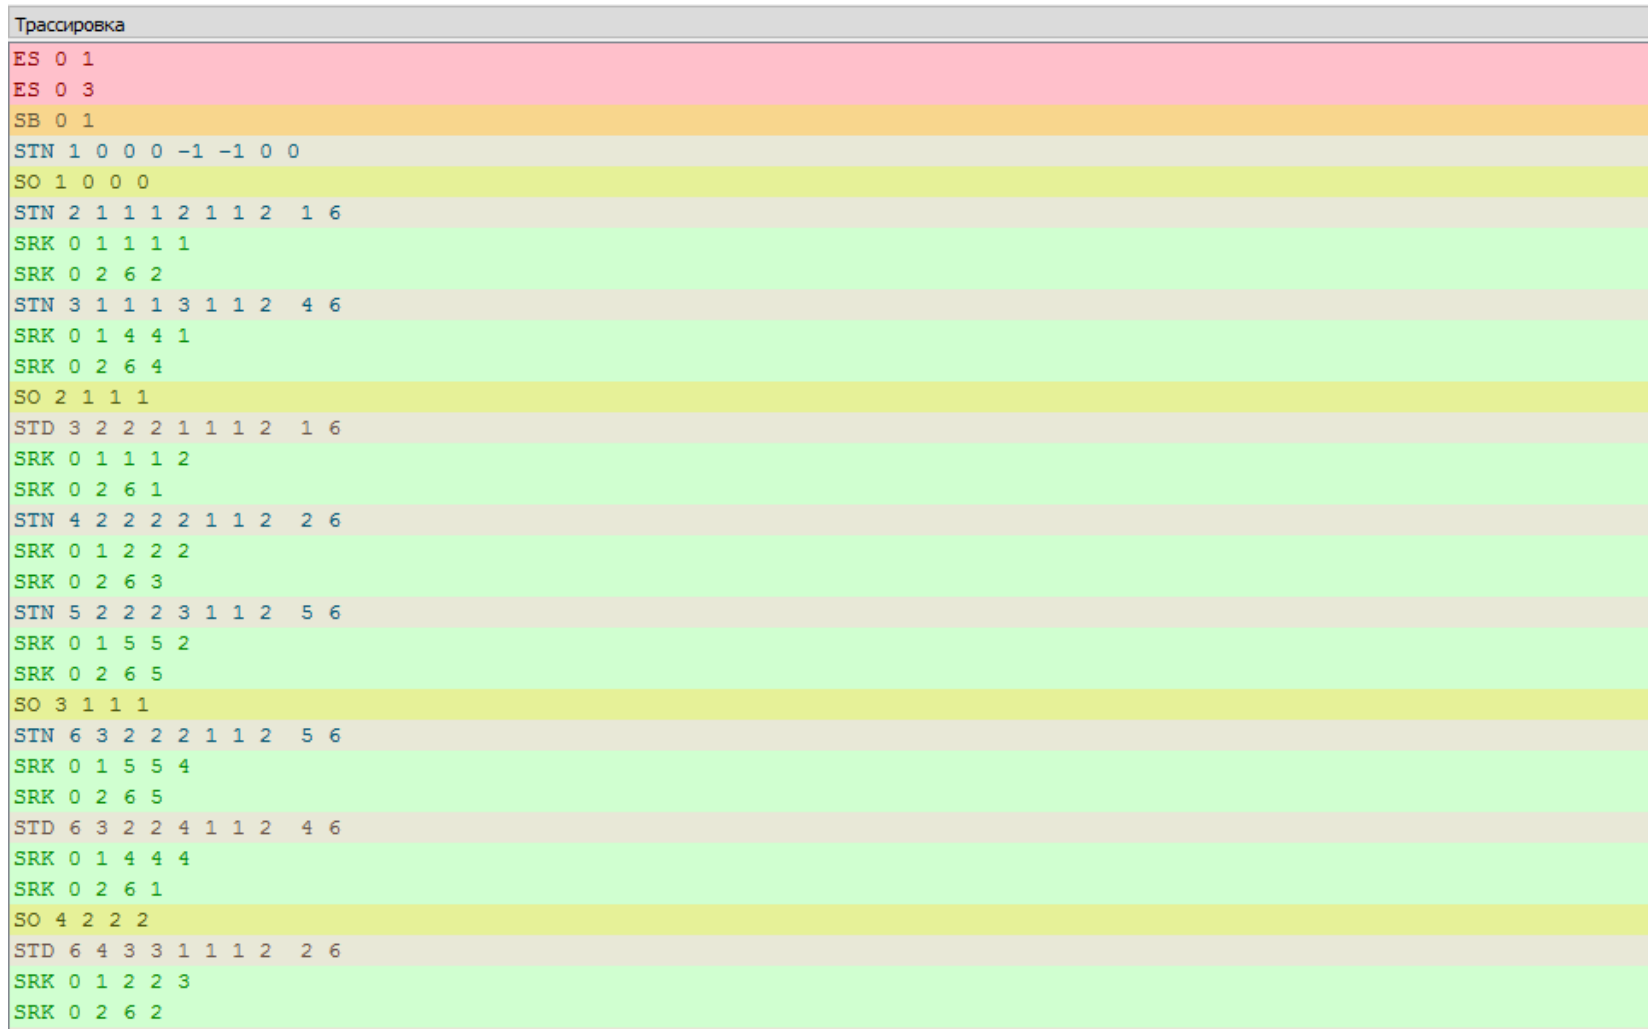 Трассировка
ES 0 1
ES 0 3
SB 0 1
STN 1 0 0 0 -1 -1 0 0
SO 1 0 0 0
STN 2 1 1 1 2 1 1 2  1 6
SRK 0 1 1 1 1
SRK 0 2 6 2
STN 3 1 1 1 3 1 1 2  4 6
SRK 0 1 4 4 1
SRK 0 2 6 4
SO 2 1 1 1
STD 3 2 2 2 1 1 1 2  1 6
SRK 0 1 1 1 2
SRK 0 2 6 1
STN 4 2 2 2 2 1 1 2  2 6
SRK 0 1 2 2 2
SRK 0 2 6 3
STN 5 2 2 2 3 1 1 2  5 6
SRK 0 1 5 5 2
SRK 0 2 6 5
SO 3 1 1 1
STN 6 3 2 2 2 1 1 2  5 6
SRK 0 1 5 5 4
SRK 0 2 6 5
STD 6 3 2 2 4 1 1 2  4 6
SRK 0 1 4 4 4
SRK 0 2 6 1
SO 4 2 2 2
STD 6 4 3 3 1 1 1 2  2 6
SRK 0 1 2 2 3
SRK 0 2 6 2